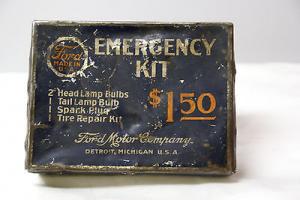 Ford
MADE IN
U.S.A.
EMERGENCY
KIT
2 Head Lamp Bulbs
1 Tail Lamp Bulb
1 Spark Plug
1 Tire Repair Kit
$1.50
Ford Motor Company
DETROIT, MICHIGAN U.S.A.